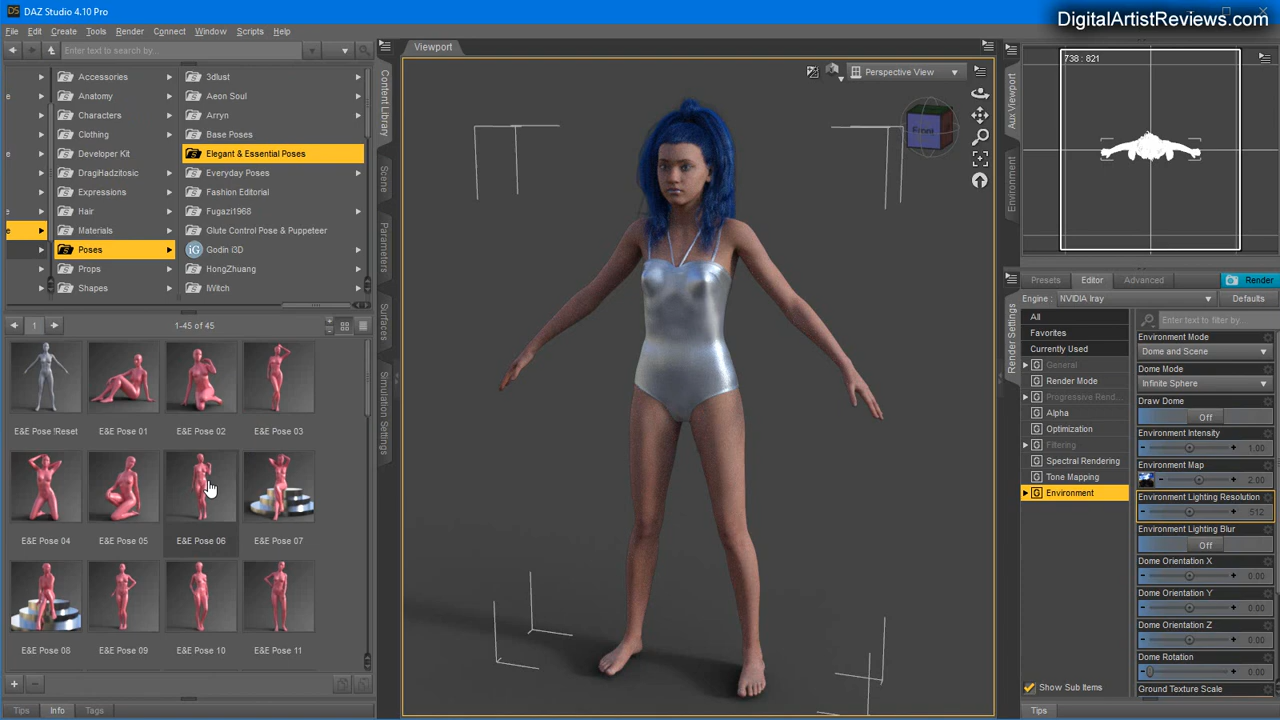 DAZ Studio 4.10 Pro
DigitalArtistReviews.com
File Edit Create Tools Render Connect Window Scripts Help
Enter text to search by...
Accessories
Anatomy
Characters
Clothing
Developer Kit
DragiHadzitosic
Expressions
Hair
Materials
Poses
Props
Shapes
3dlust
Aeon Soul
Arryn
Base Poses
Elegant & Essential Poses
Everyday Poses
Fashion Editorial
Fugazi1968
Glute Control Pose & Puppeteer
iG Godin i3D
HongZhuang
IWitch
1
1-45 of 45
E&E Pose !Reset
E&E Pose 01
E&E Pose 02
E&E Pose 03
E&E Pose 04
E&E Pose 05
E&E Pose 06
E&E Pose 07
E&E Pose 08
E&E Pose 09
E&E Pose 10
E&E Pose 11
Tips Info Tags
Content Library
Scene
Parameters
Surfaces
Simulation Settings
Viewport
Perspective View
Front
738 : 821
Aux Viewport
Environment
Presets Editor Advanced Render
Engine : NVIDIA Iray Defaults
Render Settings
All
Favorites
Currently Used
General
Render Mode
Progressive Rend...
Alpha
Optimization
Filtering
Spectral Rendering
Tone Mapping
Environment
Show Sub Items
Enter text to filter by...
Environment Mode
Dome and Scene
Dome Mode
Infinite Sphere
Draw Dome
Off
Environment Intensity
1.00
Environment Map
2.00
Environment Lighting Resolution
512
Environment Lighting Blur
Off
Dome Orientation X
0.00
Dome Orientation Y
0.00
Dome Orientation Z
0.00
Dome Rotation
0.00
Ground Texture Scale
Tips